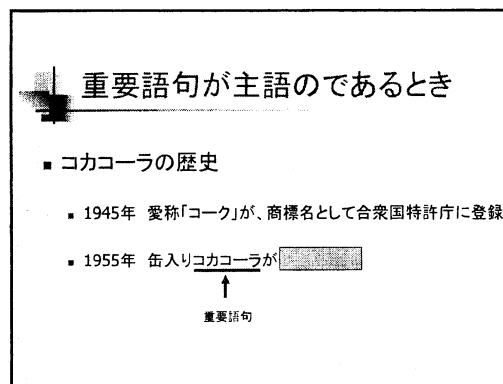 重要語句が主語のであるとき
コカコーラの歴史
1945年 愛称「コーク」が、商標名として合衆国特許庁に登録
1955年 缶入りコカコーラが
重要語句